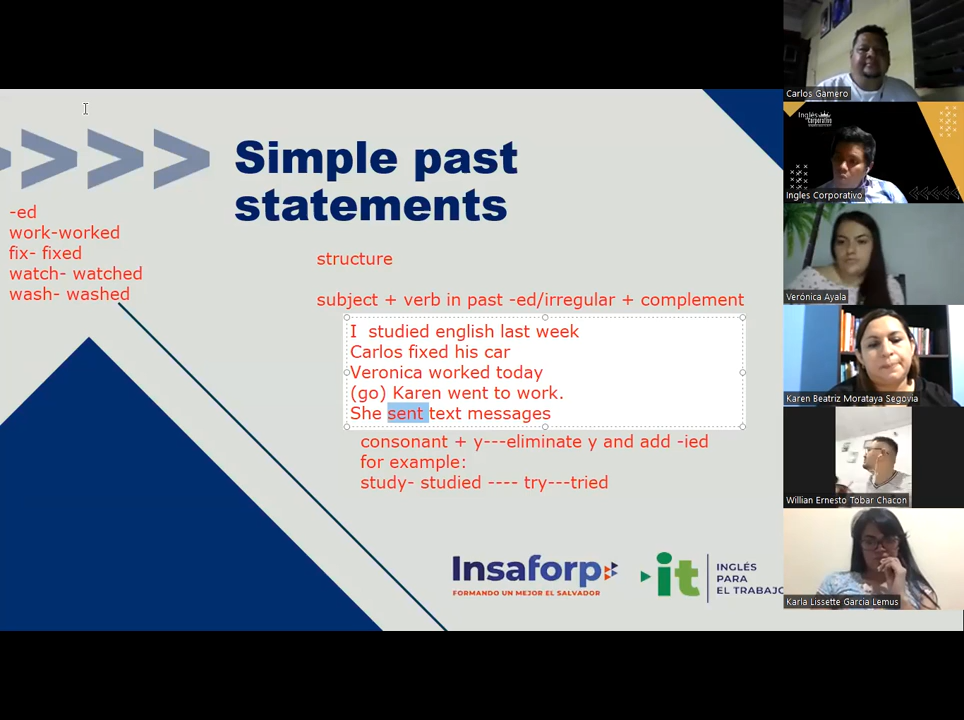 Simple past
statements
-ed
work-worked
fix- fixed
watch- watched
wash- washed
structure
subject + verb in past -ed/irregular + complement
I  studied english last week
Carlos fixed his car
Veronica worked today
(go) Karen went to work.
She sent text messages
consonant + y---eliminate y and add -ied
for example:
study- studied ---- try---tried
Insaforp
FORMANDO UN MEJOR EL SALVADOR
it
INGLÉS
PARA
EL TRABAJO
Carlos Gamero
Inglés
Corporativo
Ingles Corporativo
Verónica Ayala
Karen Beatriz Morataya Segovia
Willian Ernesto Tobar Chacon
Karla Lissette Garcia Lemus